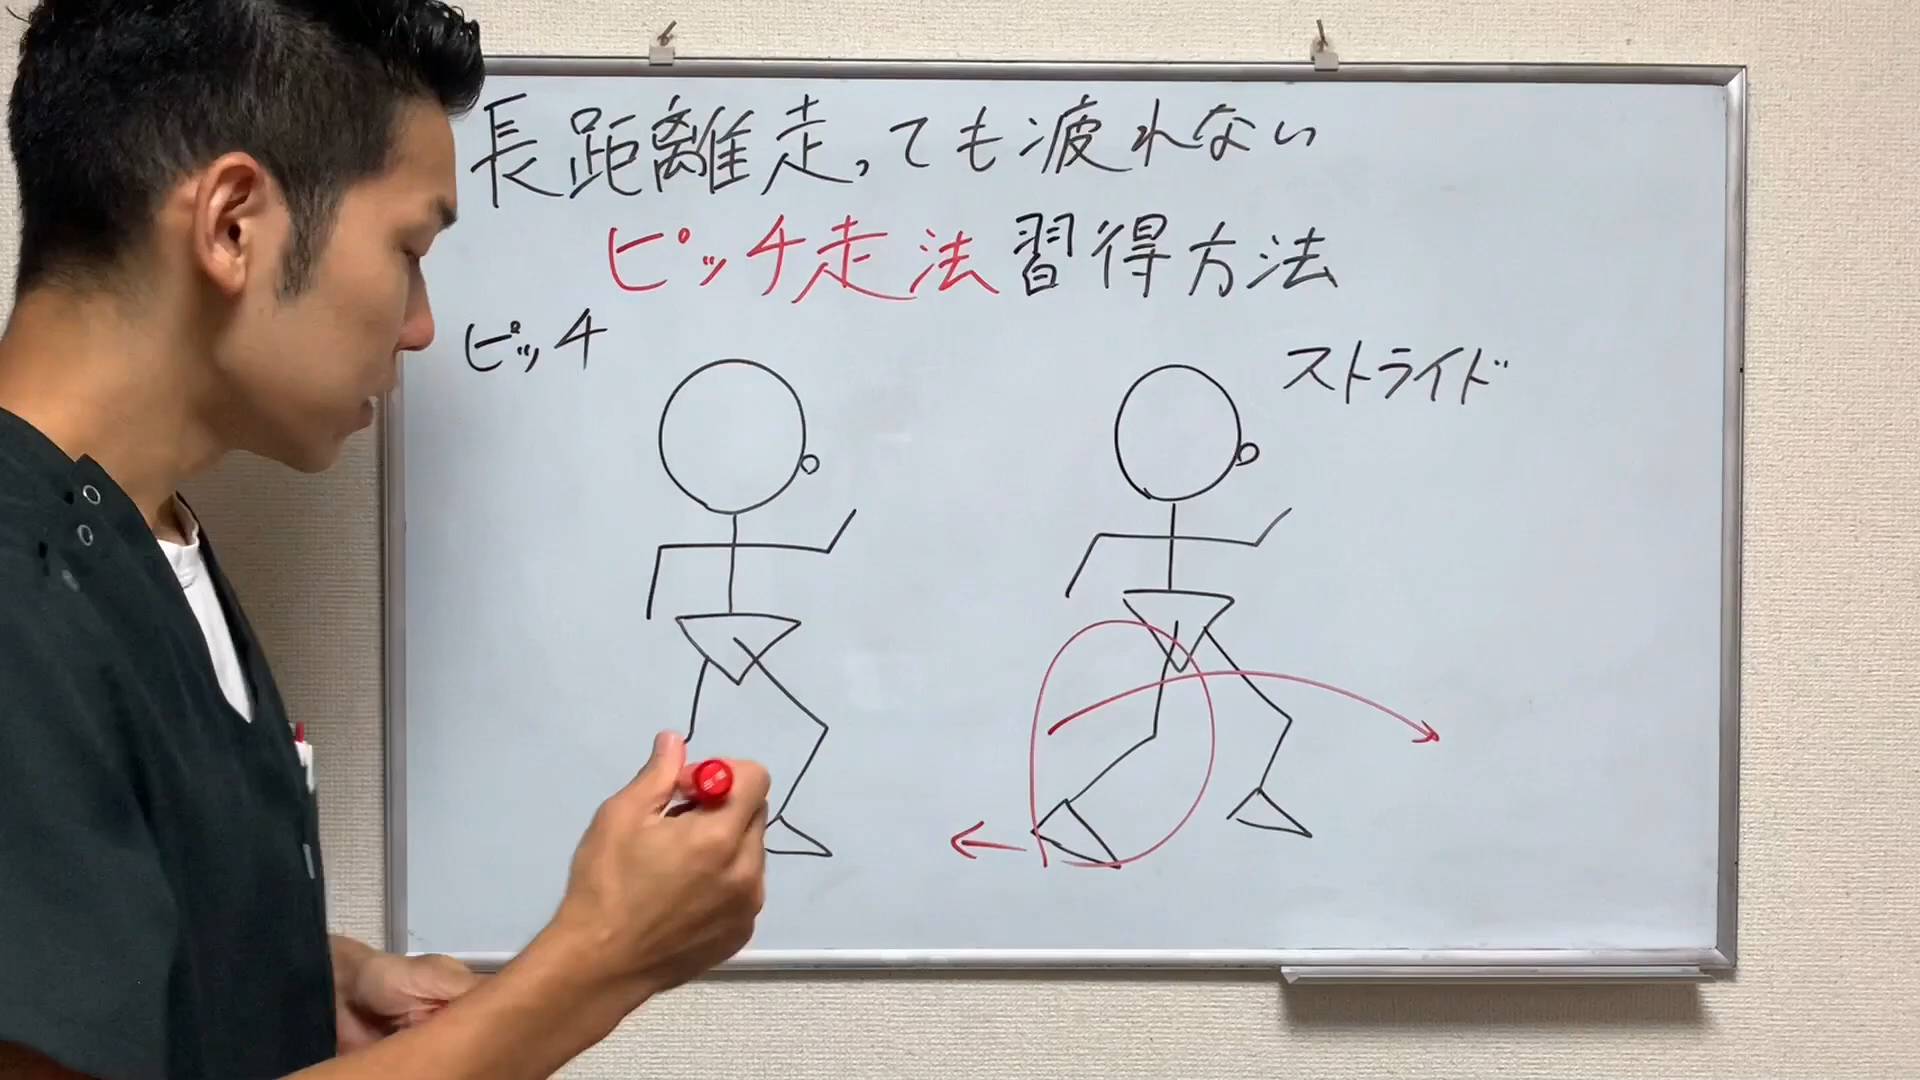 長距離走っても疲れない
ピッチ走法習得方法
ピッチ
ストライド